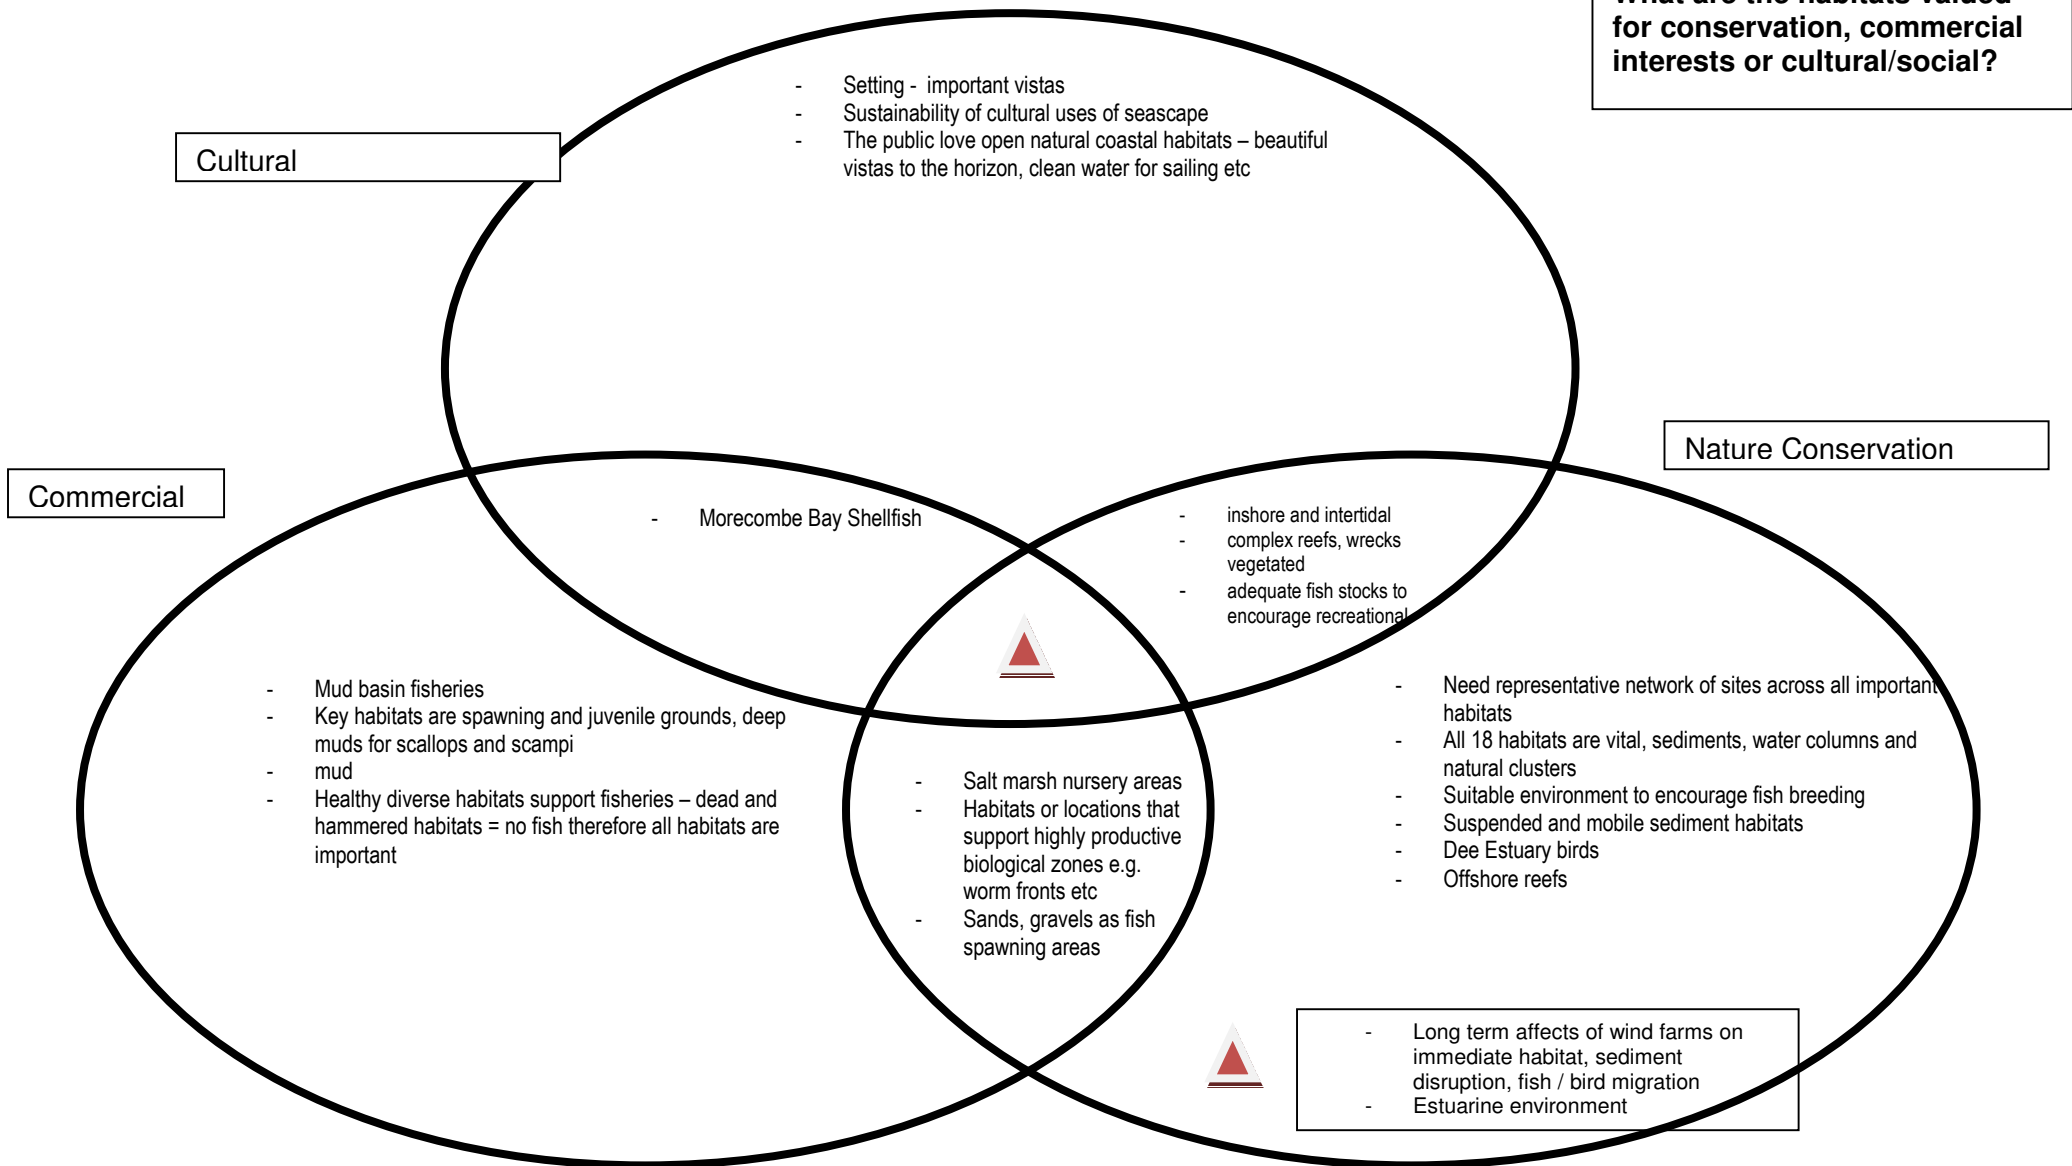 What are the habitats valued
for conservation, commercial
interests or cultural/social?
- Setting - important vistas
- Sustainability of cultural uses of seascape
- The public love open natural coastal habitats – beautiful
vistas to the horizon, clean water for sailing etc
Cultural
Nature Conservation
Commercial
- Morecombe Bay Shellfish
- inshore and intertidal
- complex reefs, wrecks
vegetated
- adequate fish stocks to
encourage recreational
- Mud basin fisheries
- Key habitats are spawning and juvenile grounds, deep
muds for scallops and scampi
- mud
- Healthy diverse habitats support fisheries – dead and
hammered habitats = no fish therefore all habitats are
important
- Salt marsh nursery areas
- Habitats or locations that
support highly productive
biological zones e.g.
worm fronts etc
- Sands, gravels as fish
spawning areas
- Need representative network of sites across all important
habitats
- All 18 habitats are vital, sediments, water columns and
natural clusters
- Suitable environment to encourage fish breeding
- Suspended and mobile sediment habitats
- Dee Estuary birds
- Offshore reefs
- Long term affects of wind farms on
immediate habitat, sediment
disruption, fish / bird migration
- Estuarine environment